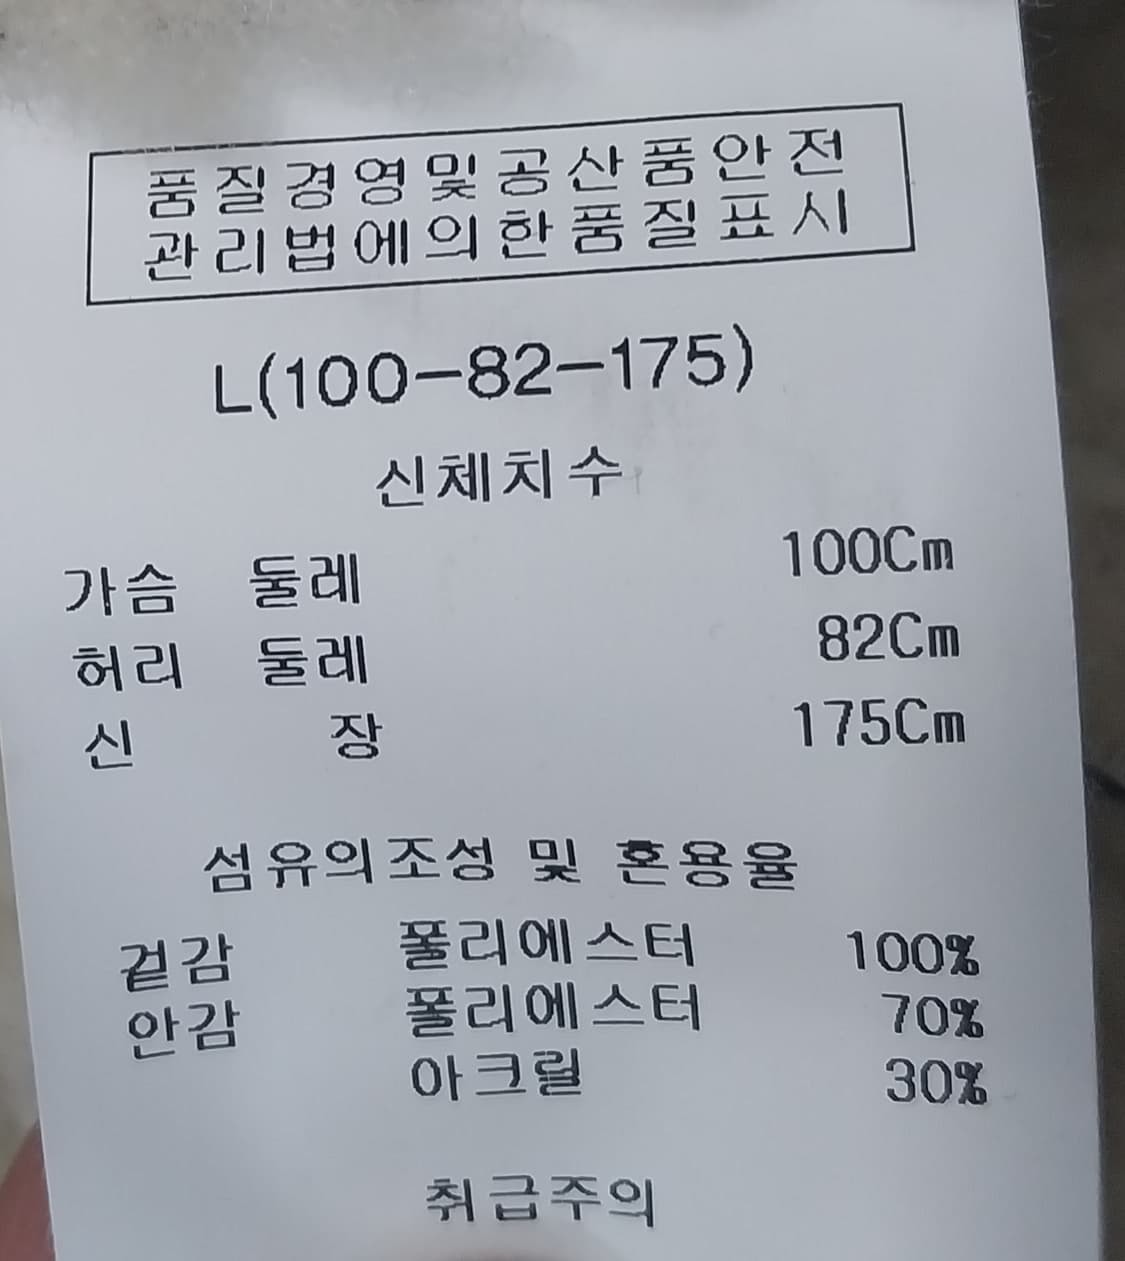 품질경영및공산품안전
관리법에의한품질표시
L(100-82-175)
신체치수
가슴 둘레 100Cm
허리 둘레 82Cm
신 장 175Cm
섬유의조성 및 혼용율
겉감 폴리에스터 100%
안감 폴리에스터 70%
아크릴 30%
취급주의